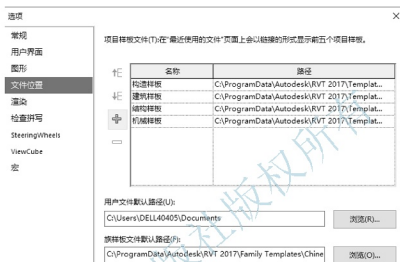 选项
常规
用户界面
图形
文件位置
渲染
检查拼写
SteeringWheels
ViewCube
宏
项目样板文件(T):在“最近使用的文件”页面上会以链接的形式显示前五个项目样板。
名称 路径
构造样板 C:\ProgramData\Autodesk\RVT 2017\Templat...
建筑样板 C:\ProgramData\Autodesk\RVT 2017\Templat...
结构样板 C:\ProgramData\Autodesk\RVT 2017\Templat...
机械样板 C:\ProgramData\Autodesk\RVT 2017\Templat...
用户文件默认路径(U):
C:\Users\DELL40405\Documents 浏览(R)...
族样板文件默认路径(F):
C:\ProgramData\Autodesk\RVT 2017\Family Templates\Chine 浏览(O)...
社版权所有